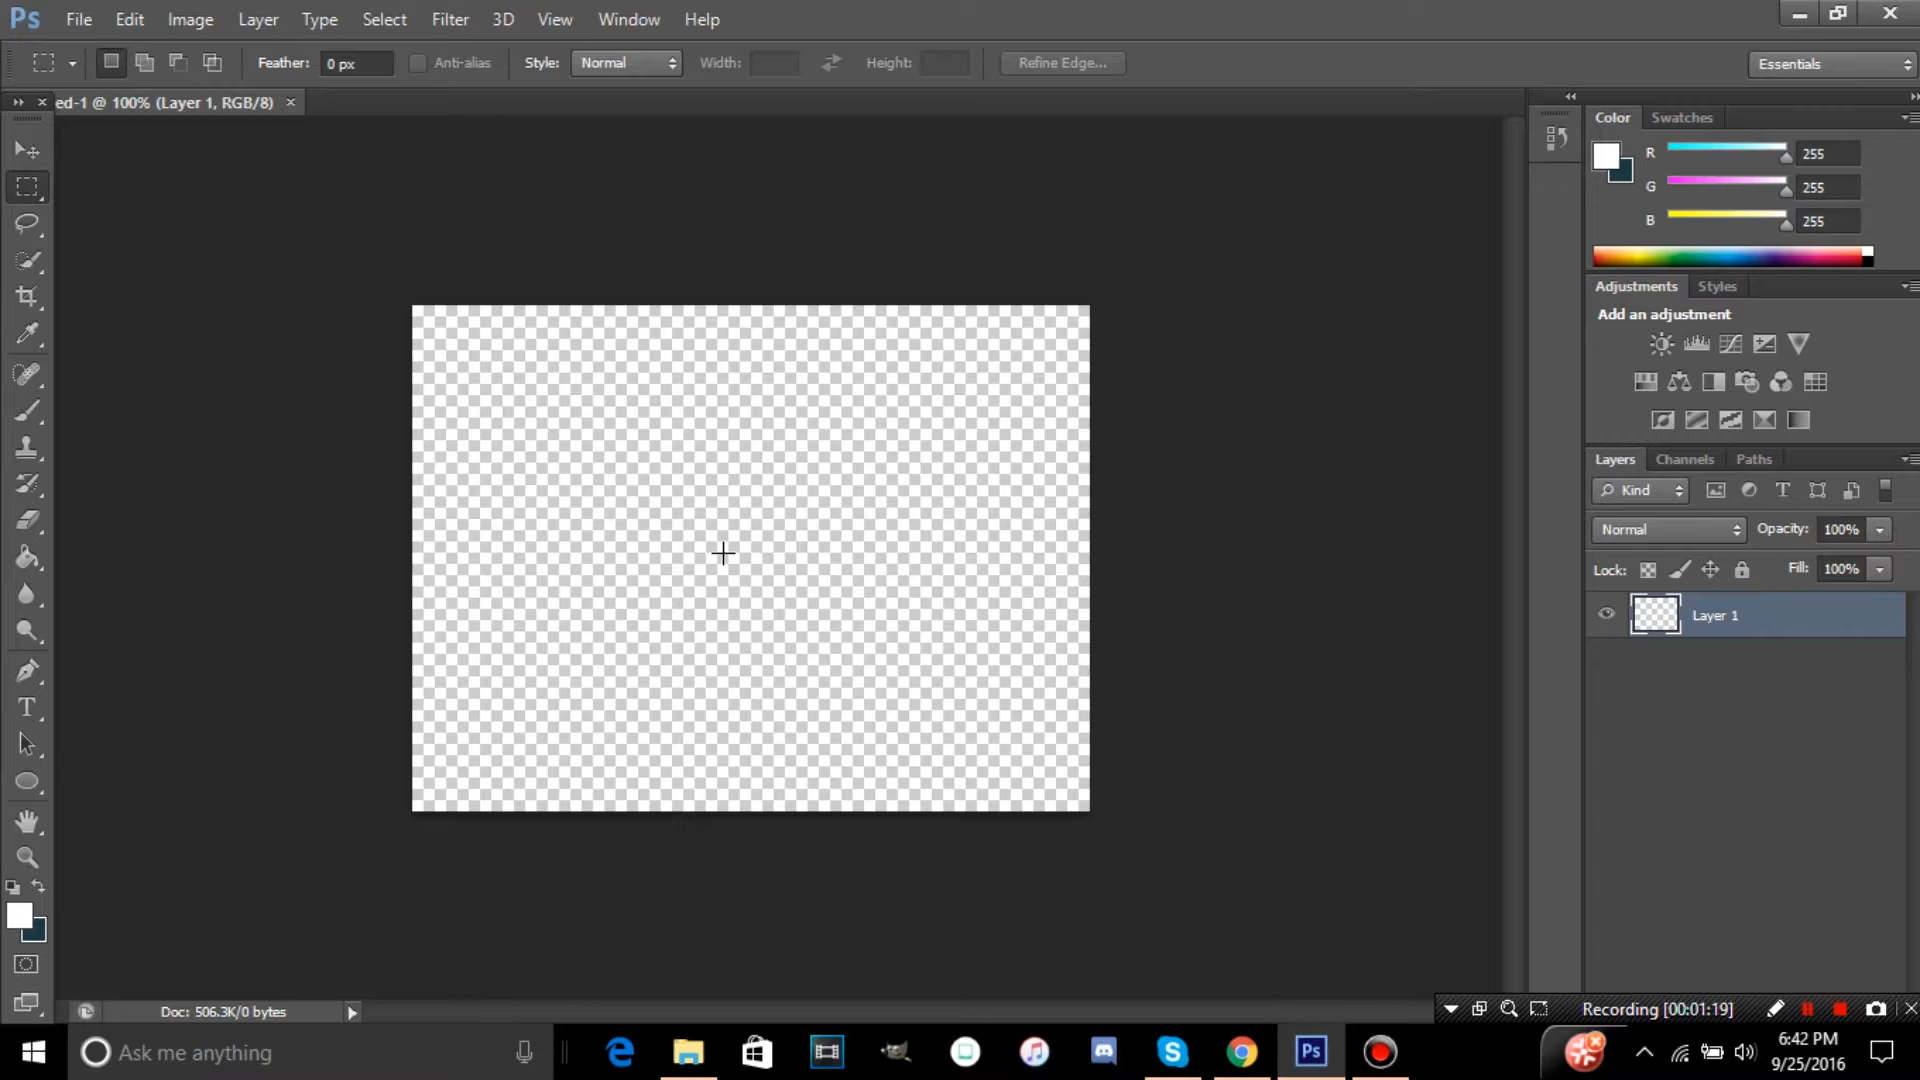 Ps File Edit Image Layer Type Select Filter 3D View Window Help
Feather: 0 px Anti-alias Style: Normal Width: Height: Refine Edge... Essentials
ed-1 @ 100% (Layer 1, RGB/8) ×
Color Swatches
R 255
G 255
B 255
Adjustments Styles
Add an adjustment
Layers Channels Paths
Kind
Normal Opacity: 100%
Lock: Fill: 100%
Layer 1
T
Doc: 506.3K/0 bytes
Recording [00:01:19]
Ask me anything
Ps
6:42 PM
9/25/2016